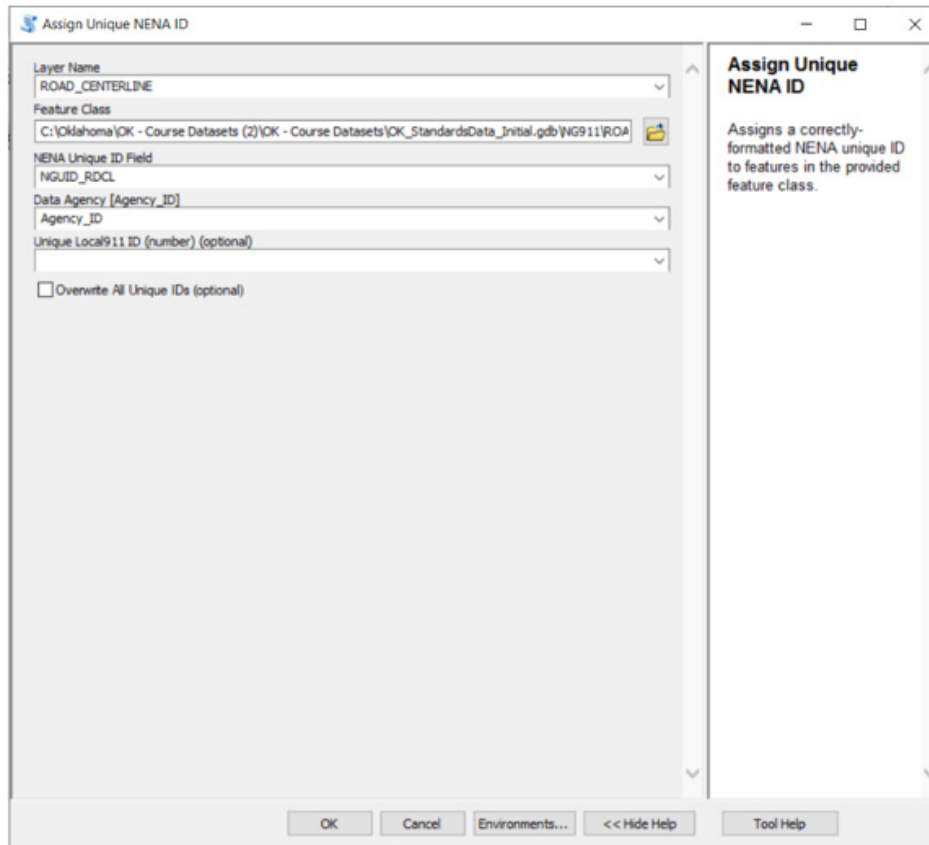 Assign Unique NENA ID
Layer Name
ROAD_CENTERLINE
Feature Class
C:\Oklahoma\OK - Course Datasets (2)\OK - Course Datasets\OK_StandardsData_Initial.gdb\NG911\ROA
NENA Unique ID Field
NGUID_RDCL
Data Agency [Agency_ID]
Agency_ID
Unique Local911 ID (number) (optional)
Overwrite All Unique IDs (optional)
Assign Unique
NENA ID
Assigns a correctly-
formatted NENA unique ID
to features in the provided
feature class.
OK
Cancel
Environments...
<< Hide Help
Tool Help